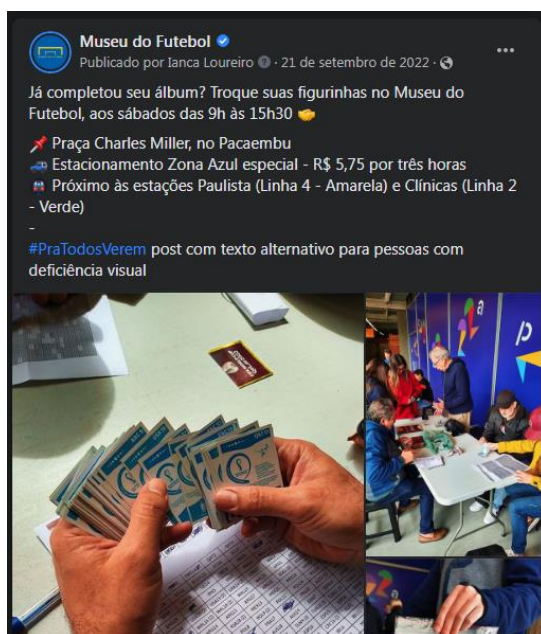 Museu do Futebol
Publicado por Ianca Loureiro · 21 de setembro de 2022 ·
Já completou seu álbum? Troque suas figurinhas no Museu do
Futebol, aos sábados das 9h às 15h30 🤝
📌 Praça Charles Miller, no Pacaembu
🚙 Estacionamento Zona Azul especial - R$ 5,75 por três horas
🚇 Próximo às estações Paulista (Linha 4 - Amarela) e Clínicas (Linha 2
- Verde)
-
#PraTodosVerem post com texto alternativo para pessoas com
deficiência visual